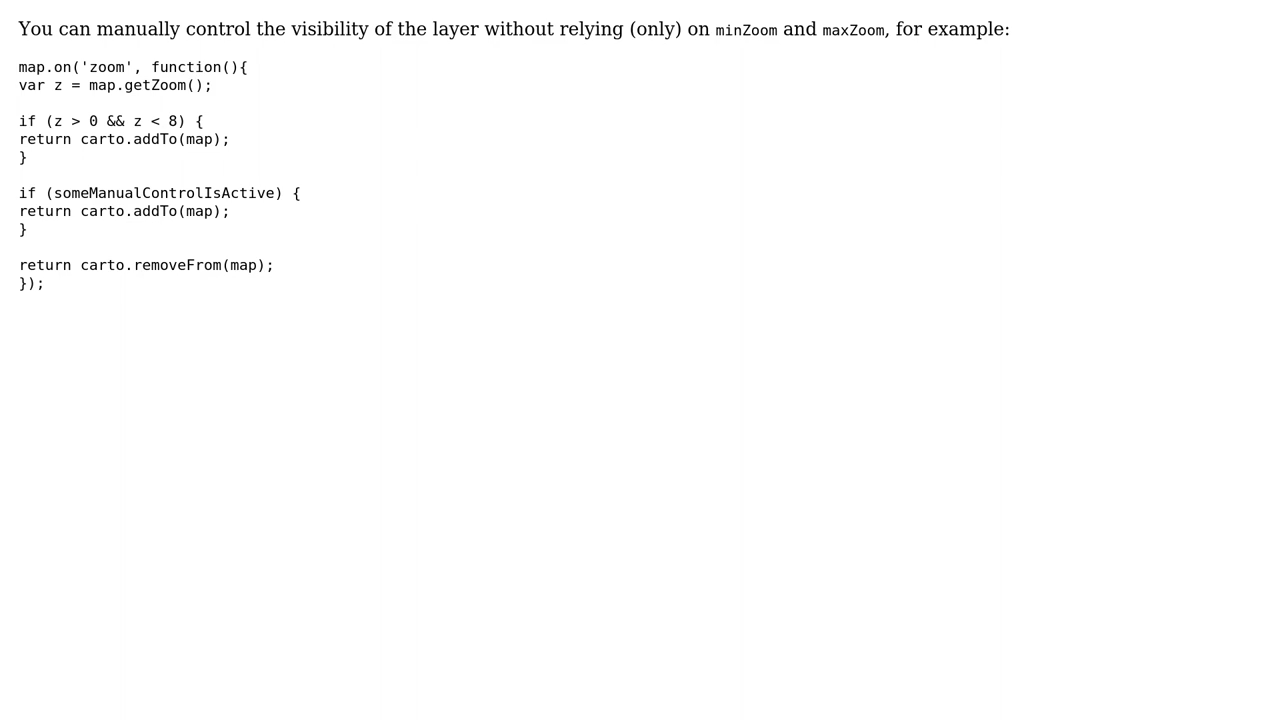 You can manually control the visibility of the layer without relying (only) on minZoom and maxZoom, for example:
map.on('zoom', function(){
var z = map.getZoom();
if (z > 0 && z < 8) {
return carto.addTo(map);
}
if (someManualControlIsActive) {
return carto.addTo(map);
}
return carto.removeFrom(map);
});